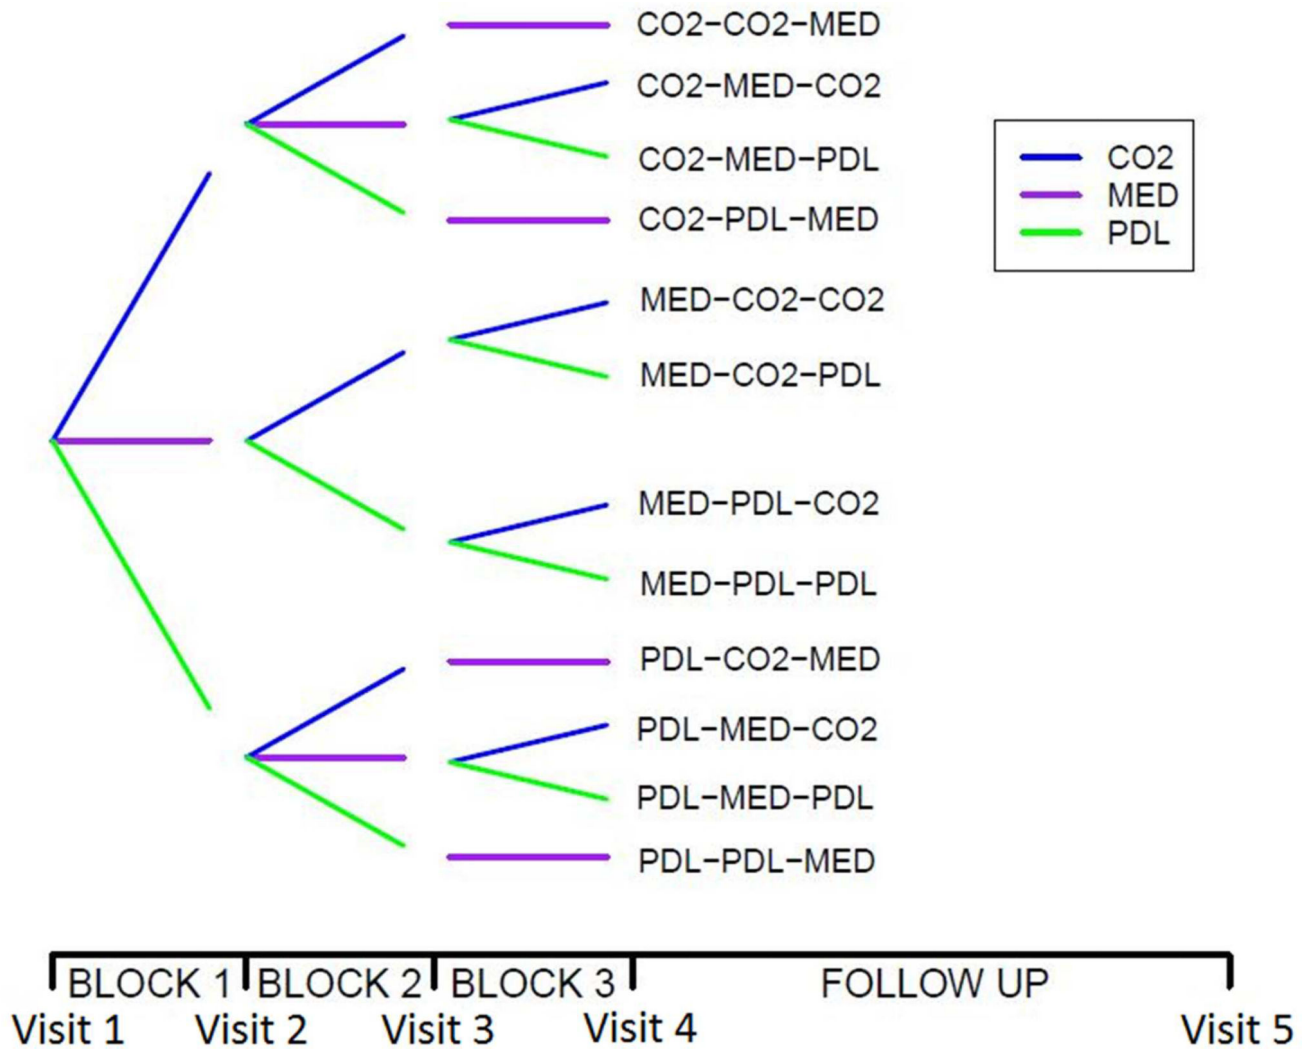 CO2−CO2−MED
CO2−MED−CO2
CO2−MED−PDL
CO2−PDL−MED
MED−CO2−CO2
MED−CO2−PDL
MED−PDL−CO2
MED−PDL−PDL
PDL−CO2−MED
PDL−MED−CO2
PDL−MED−PDL
PDL−PDL−MED
CO2
MED
PDL
BLOCK 1 BLOCK 2 BLOCK 3 FOLLOW UP
Visit 1 Visit 2 Visit 3 Visit 4 Visit 5